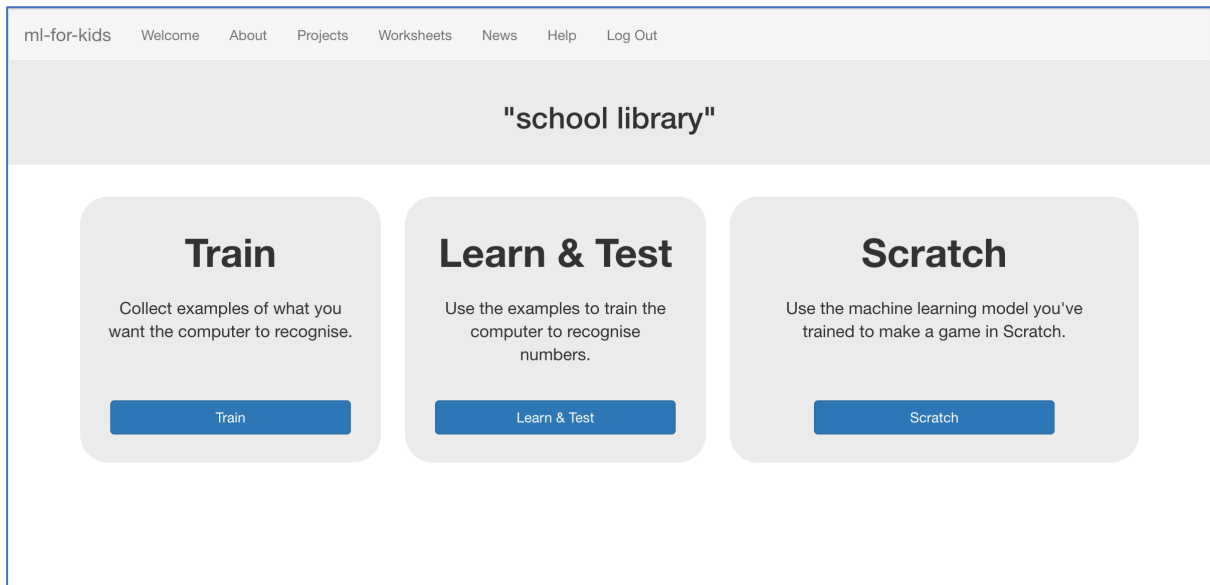 ml-for-kids Welcome About Projects Worksheets News Help Log Out
"school library"
Train
Collect examples of what you
want the computer to recognise.
Train
Learn & Test
Use the examples to train the
computer to recognise
numbers.
Learn & Test
Scratch
Use the machine learning model you've
trained to make a game in Scratch.
Scratch